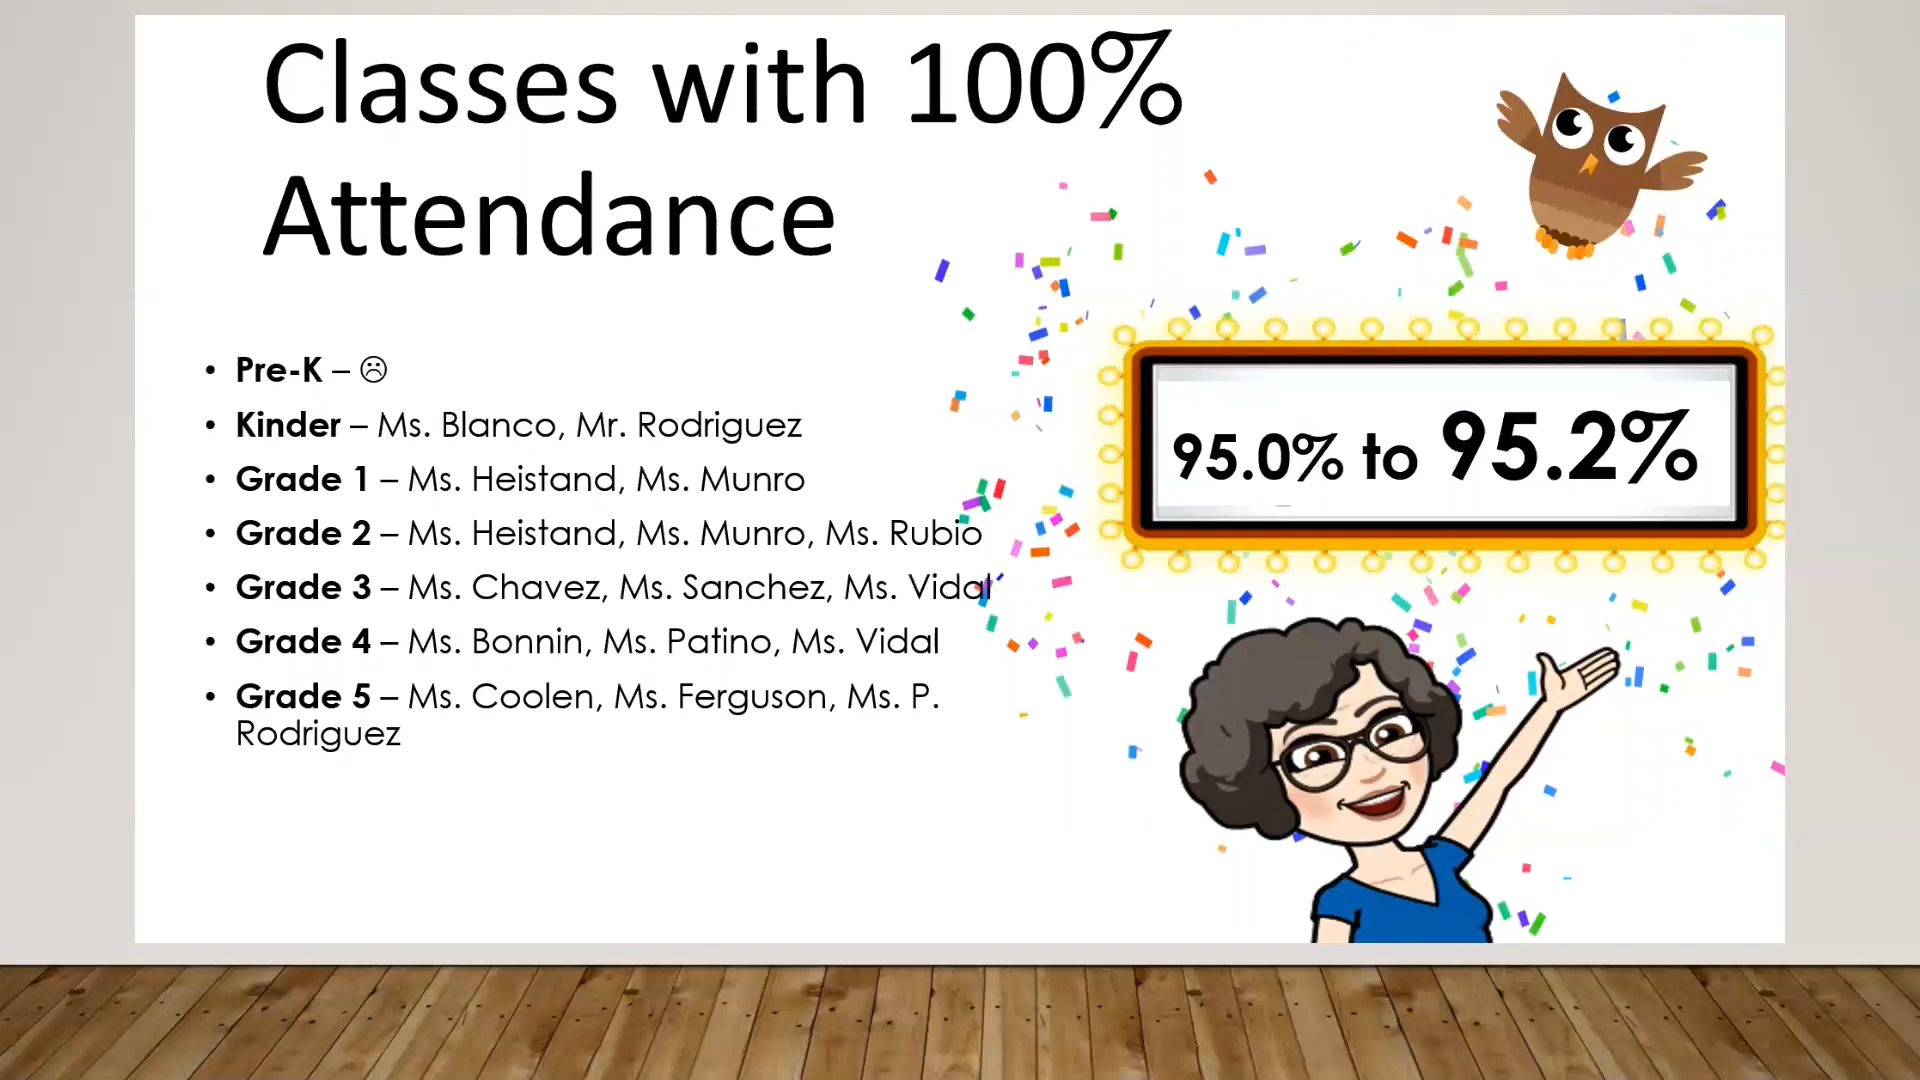 Classes with 100%
Attendance
• Pre-K – ☹
• Kinder – Ms. Blanco, Mr. Rodriguez
• Grade 1 – Ms. Heistand, Ms. Munro
• Grade 2 – Ms. Heistand, Ms. Munro, Ms. Rubio
• Grade 3 – Ms. Chavez, Ms. Sanchez, Ms. Vidal
• Grade 4 – Ms. Bonnin, Ms. Patino, Ms. Vidal
• Grade 5 – Ms. Coolen, Ms. Ferguson, Ms. P.
Rodriguez
95.0% to 95.2%